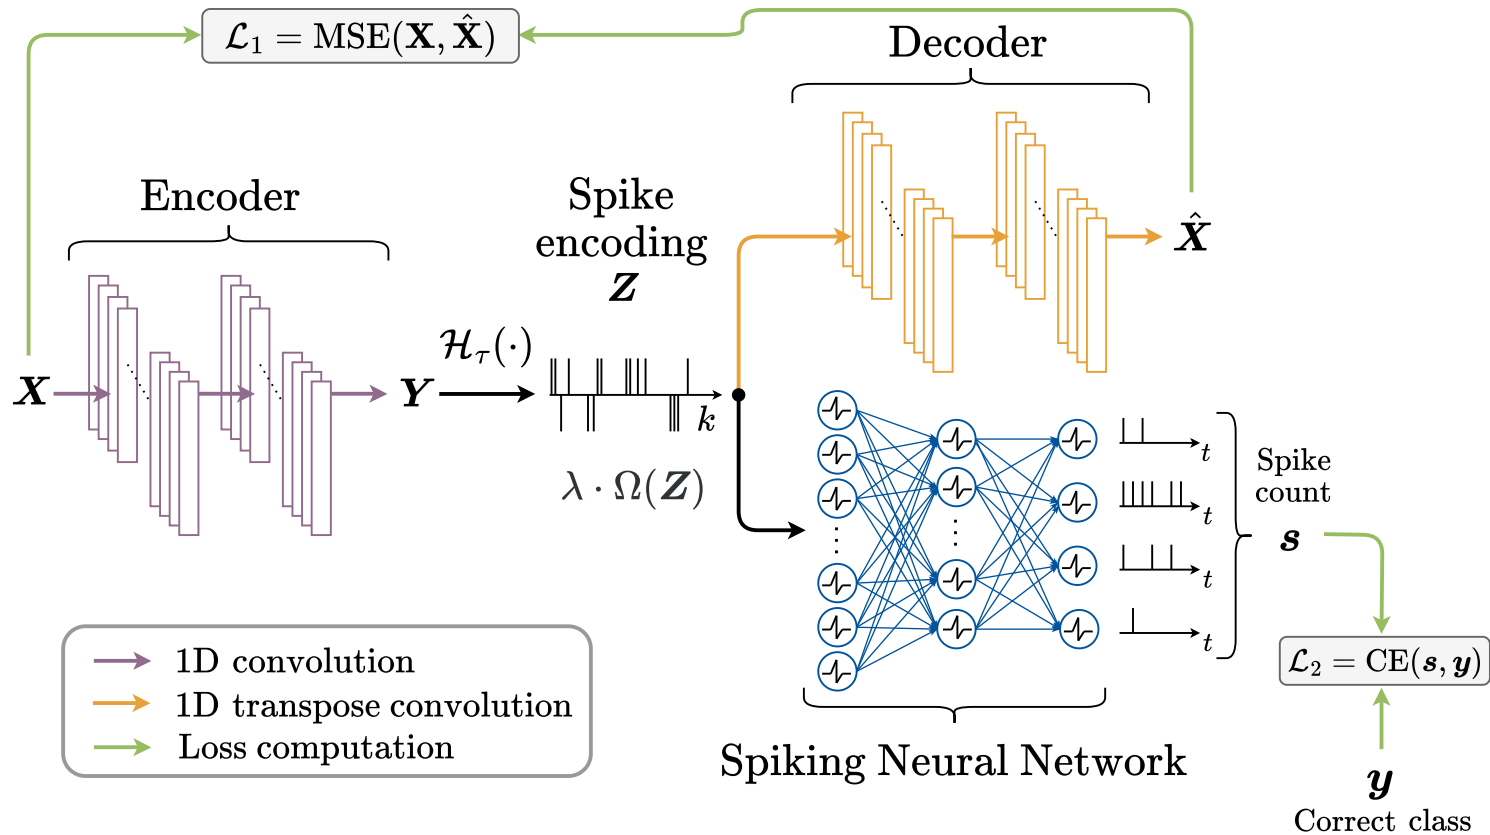 𝓛₁ = MSE(𝐗, 𝐗̂)
Decoder
Encoder
Spike
encoding
𝒁
𝑿̂
𝓗τ(·)
𝑿
𝒀
k
λ · Ω(𝒁)
t
t
t
t
Spike
count
𝒔
1D convolution
1D transpose convolution
Loss computation
𝓛₂ = CE(𝒔, 𝒚)
Spiking Neural Network
𝒚
Correct class